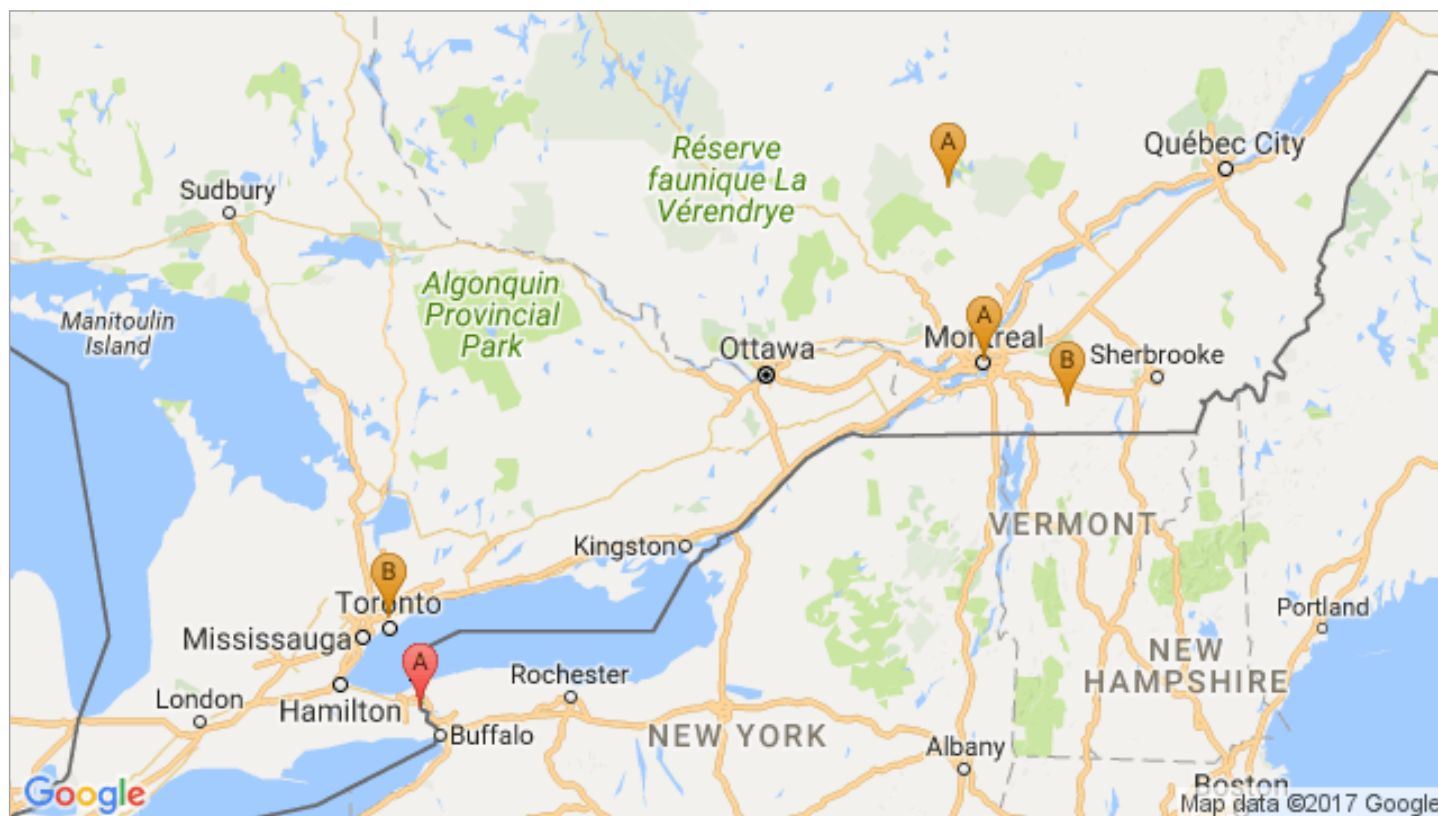 A
Québec City
Réserve
faunique La
Vérendrye
Sudbury
Algonquin
Provincial
Park
Manitoulin
Island
A
Montreal
Ottawa
B
Sherbrooke
VERMONT
Kingston
B
Toronto
Mississauga
Portland
A
NEW
HAMPSHIRE
Rochester
London
Hamilton
Buffalo
NEW YORK
Albany
Boston
Google
Map data ©2017 Google